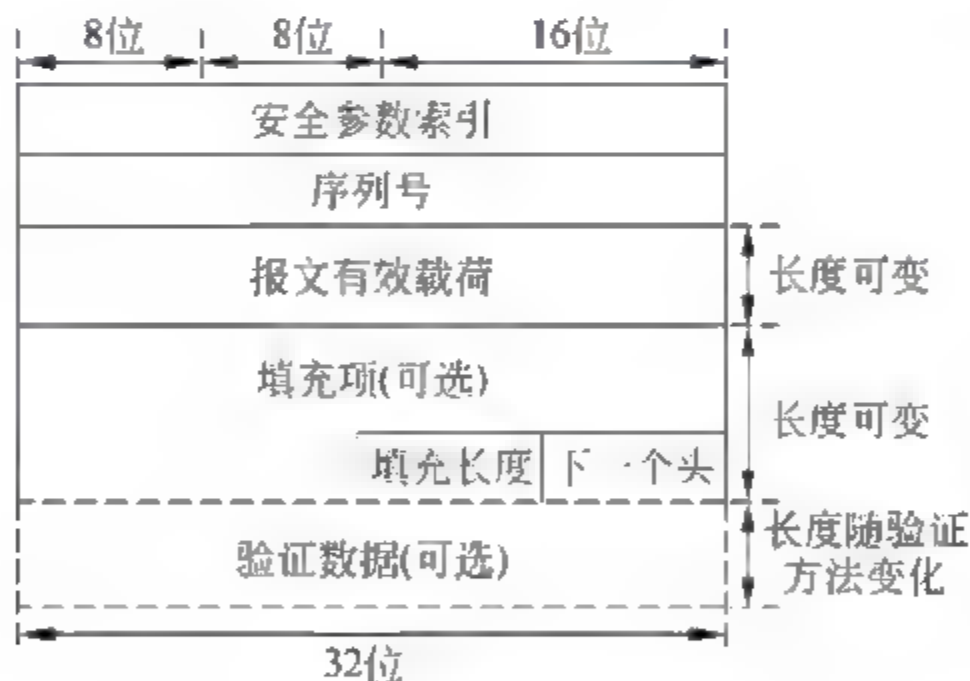 8位 8位 16位
安全参数索引
序列号
报文有效载荷 长度可变
填充项(可选)
长度可变
填充长度 下一个头
验证数据(可选) 长度随验证
方法变化
32位